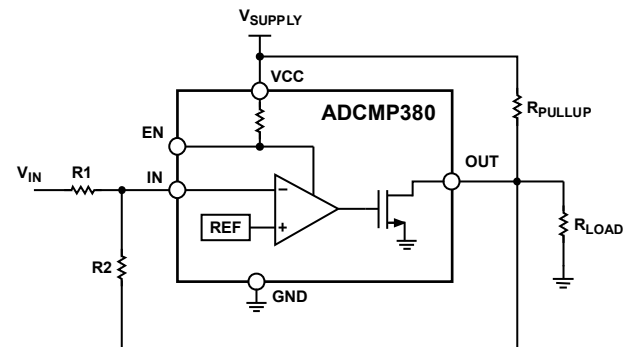 VSUPPLY
VCC
ADCMP380
RPULLUP
EN
OUT
VIN
R1
IN
−
REF
+
RLOAD
R2
GND